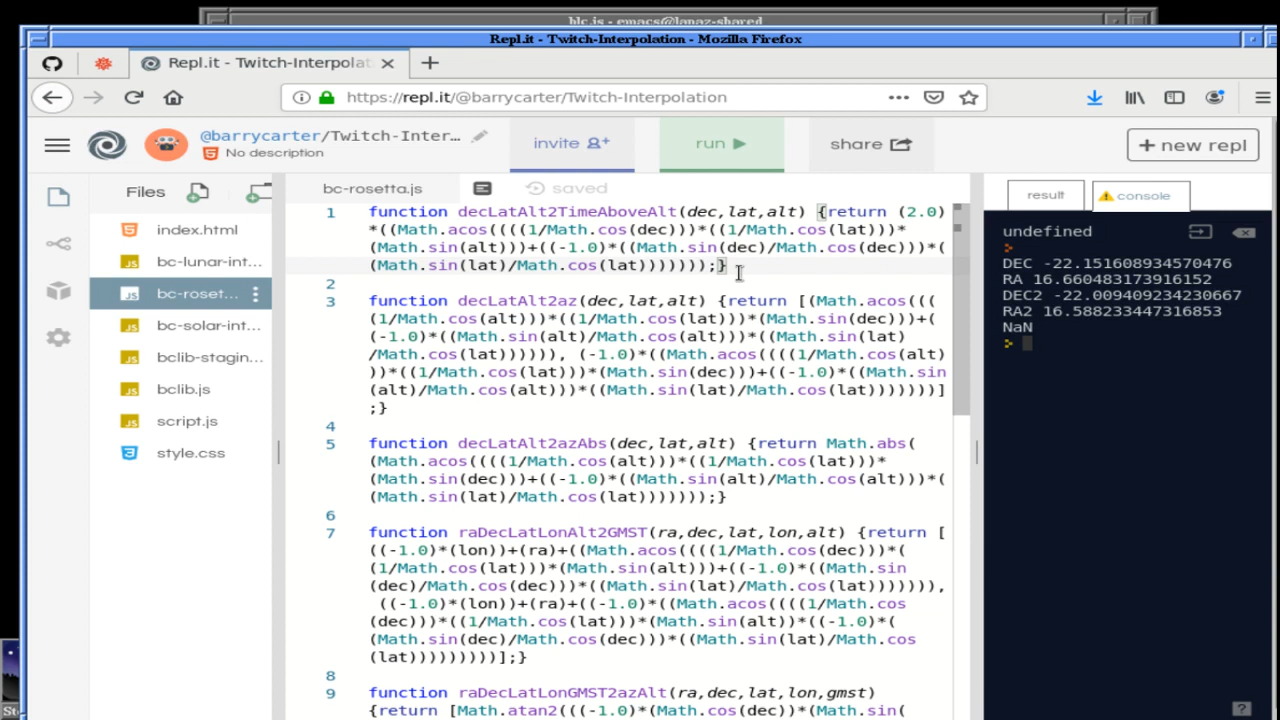 blc.js - emacs@lanaz-shared
Repl.it - Twitch-Interpolation - Mozilla Firefox
Repl.it - Twitch-Interpolat
https://repl.it/@barrycarter/Twitch-Interpolation
@barrycarter/Twitch-Inter...
No description
invite
run
share
+ new repl
Files
index.html
JS bc-lunar-int...
JS bc-roset...
JS bc-solar-int...
JS bclib-stagin...
JS bclib.js
JS script.js
style.css
bc-rosetta.js
saved
1 function decLatAlt2TimeAboveAlt(dec,lat,alt) {return (2.0)
*((Math.acos((((1/Math.cos(dec)))*((1/Math.cos(lat)))*
(Math.sin(alt)))+((-1.0)*((Math.sin(dec)/Math.cos(dec)))*(
(Math.sin(lat)/Math.cos(lat)))))));}
2
3 function decLatAlt2az(dec,lat,alt) {return [(Math.acos(((
(1/Math.cos(alt)))*((1/Math.cos(lat)))*(Math.sin(dec)))+(
(-1.0)*((Math.sin(alt)/Math.cos(alt)))*((Math.sin(lat)
/Math.cos(lat)))))), (-1.0)*((Math.acos((((1/Math.cos(alt)
))*((1/Math.cos(lat)))*(Math.sin(dec)))+((-1.0)*((Math.sin
(alt)/Math.cos(alt)))*((Math.sin(lat)/Math.cos(lat)))))))]
;}
4
5 function decLatAlt2azAbs(dec,lat,alt) {return Math.abs(
(Math.acos((((1/Math.cos(alt)))*((1/Math.cos(lat)))*
(Math.sin(dec)))+((-1.0)*((Math.sin(alt)/Math.cos(alt)))*(
(Math.sin(lat)/Math.cos(lat)))))));}
6
7 function raDecLatLonAlt2GMST(ra,dec,lat,lon,alt) {return [
((-1.0)*(lon))+(ra)+((Math.acos((((1/Math.cos(dec)))*(
(1/Math.cos(lat)))*(Math.sin(alt)))+((-1.0)*((Math.sin
(dec)/Math.cos(dec)))*((Math.sin(lat)/Math.cos(lat))))))),
((-1.0)*(lon))+(ra)+((-1.0)*((Math.acos((((1/Math.cos
(dec)))*((1/Math.cos(lat)))*(Math.sin(alt)))+((-1.0)*(
(Math.sin(dec)/Math.cos(dec)))*((Math.sin(lat)/Math.cos
(lat)))))))))];}
8
9 function raDecLatLonGMST2azAlt(ra,dec,lat,lon,gmst)
{return [Math.atan2(((-1.0)*(Math.cos(dec))*(Math.sin(
result
console
undefined
>
DEC -22.151608934570476
RA 16.660483173916152
DEC2 -22.009409234230667
RA2 16.588233447316853
NaN
>